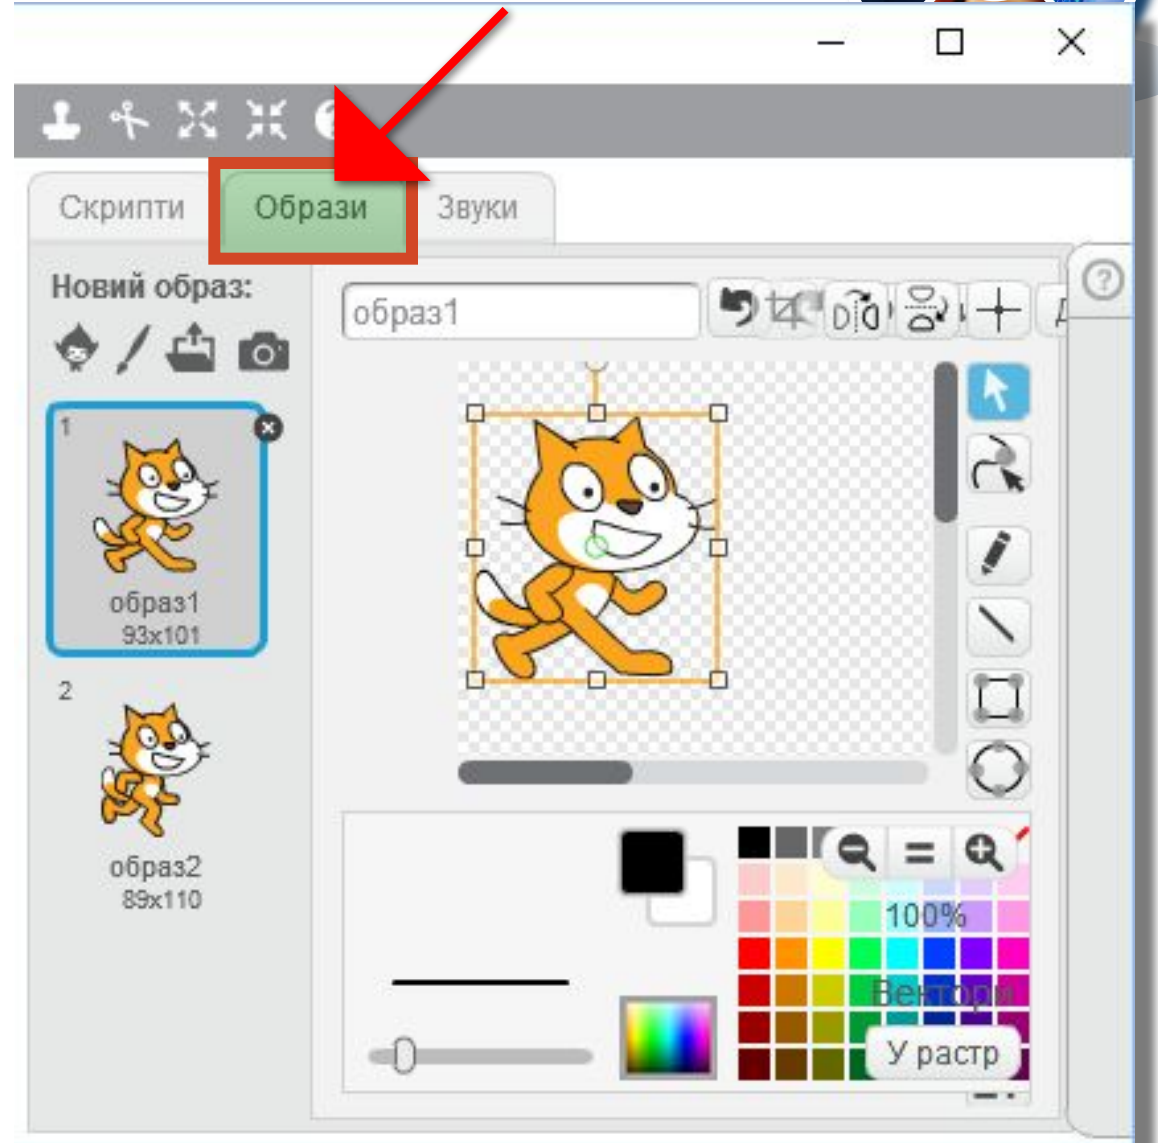 Скрипти
Образи
Звуки
Новий образ:
образ1
1
образ1
93x101
2
образ2
89x110
100%
Вектори
У растр